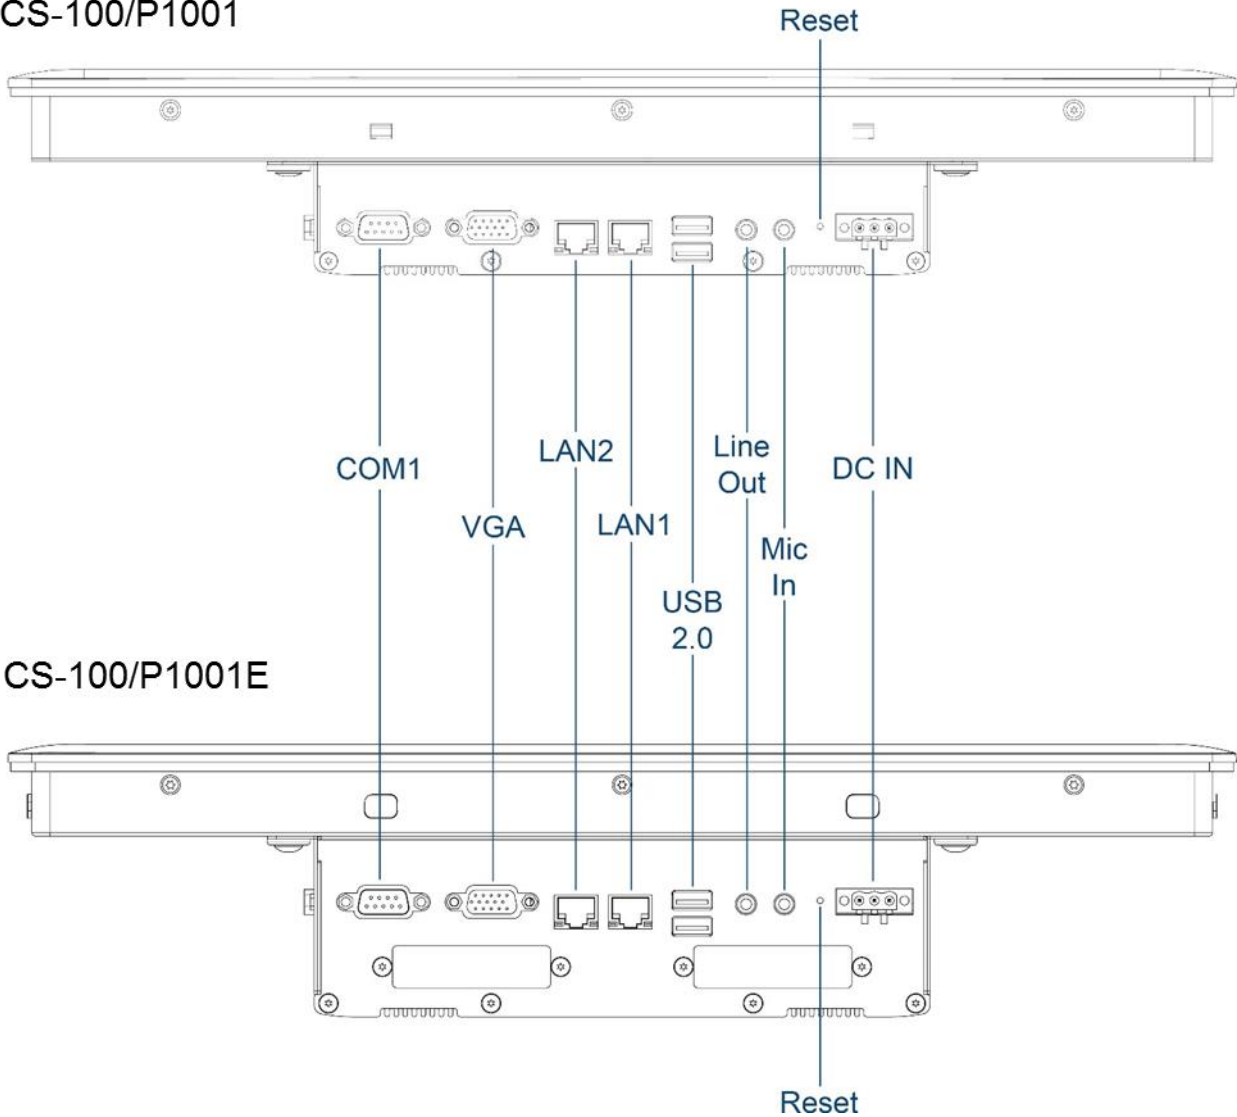 CS-100/P1001
Reset
COM1
VGA
LAN2
LAN1
USB
2.0
Line
Out
Mic
In
DC IN
CS-100/P1001E
Reset